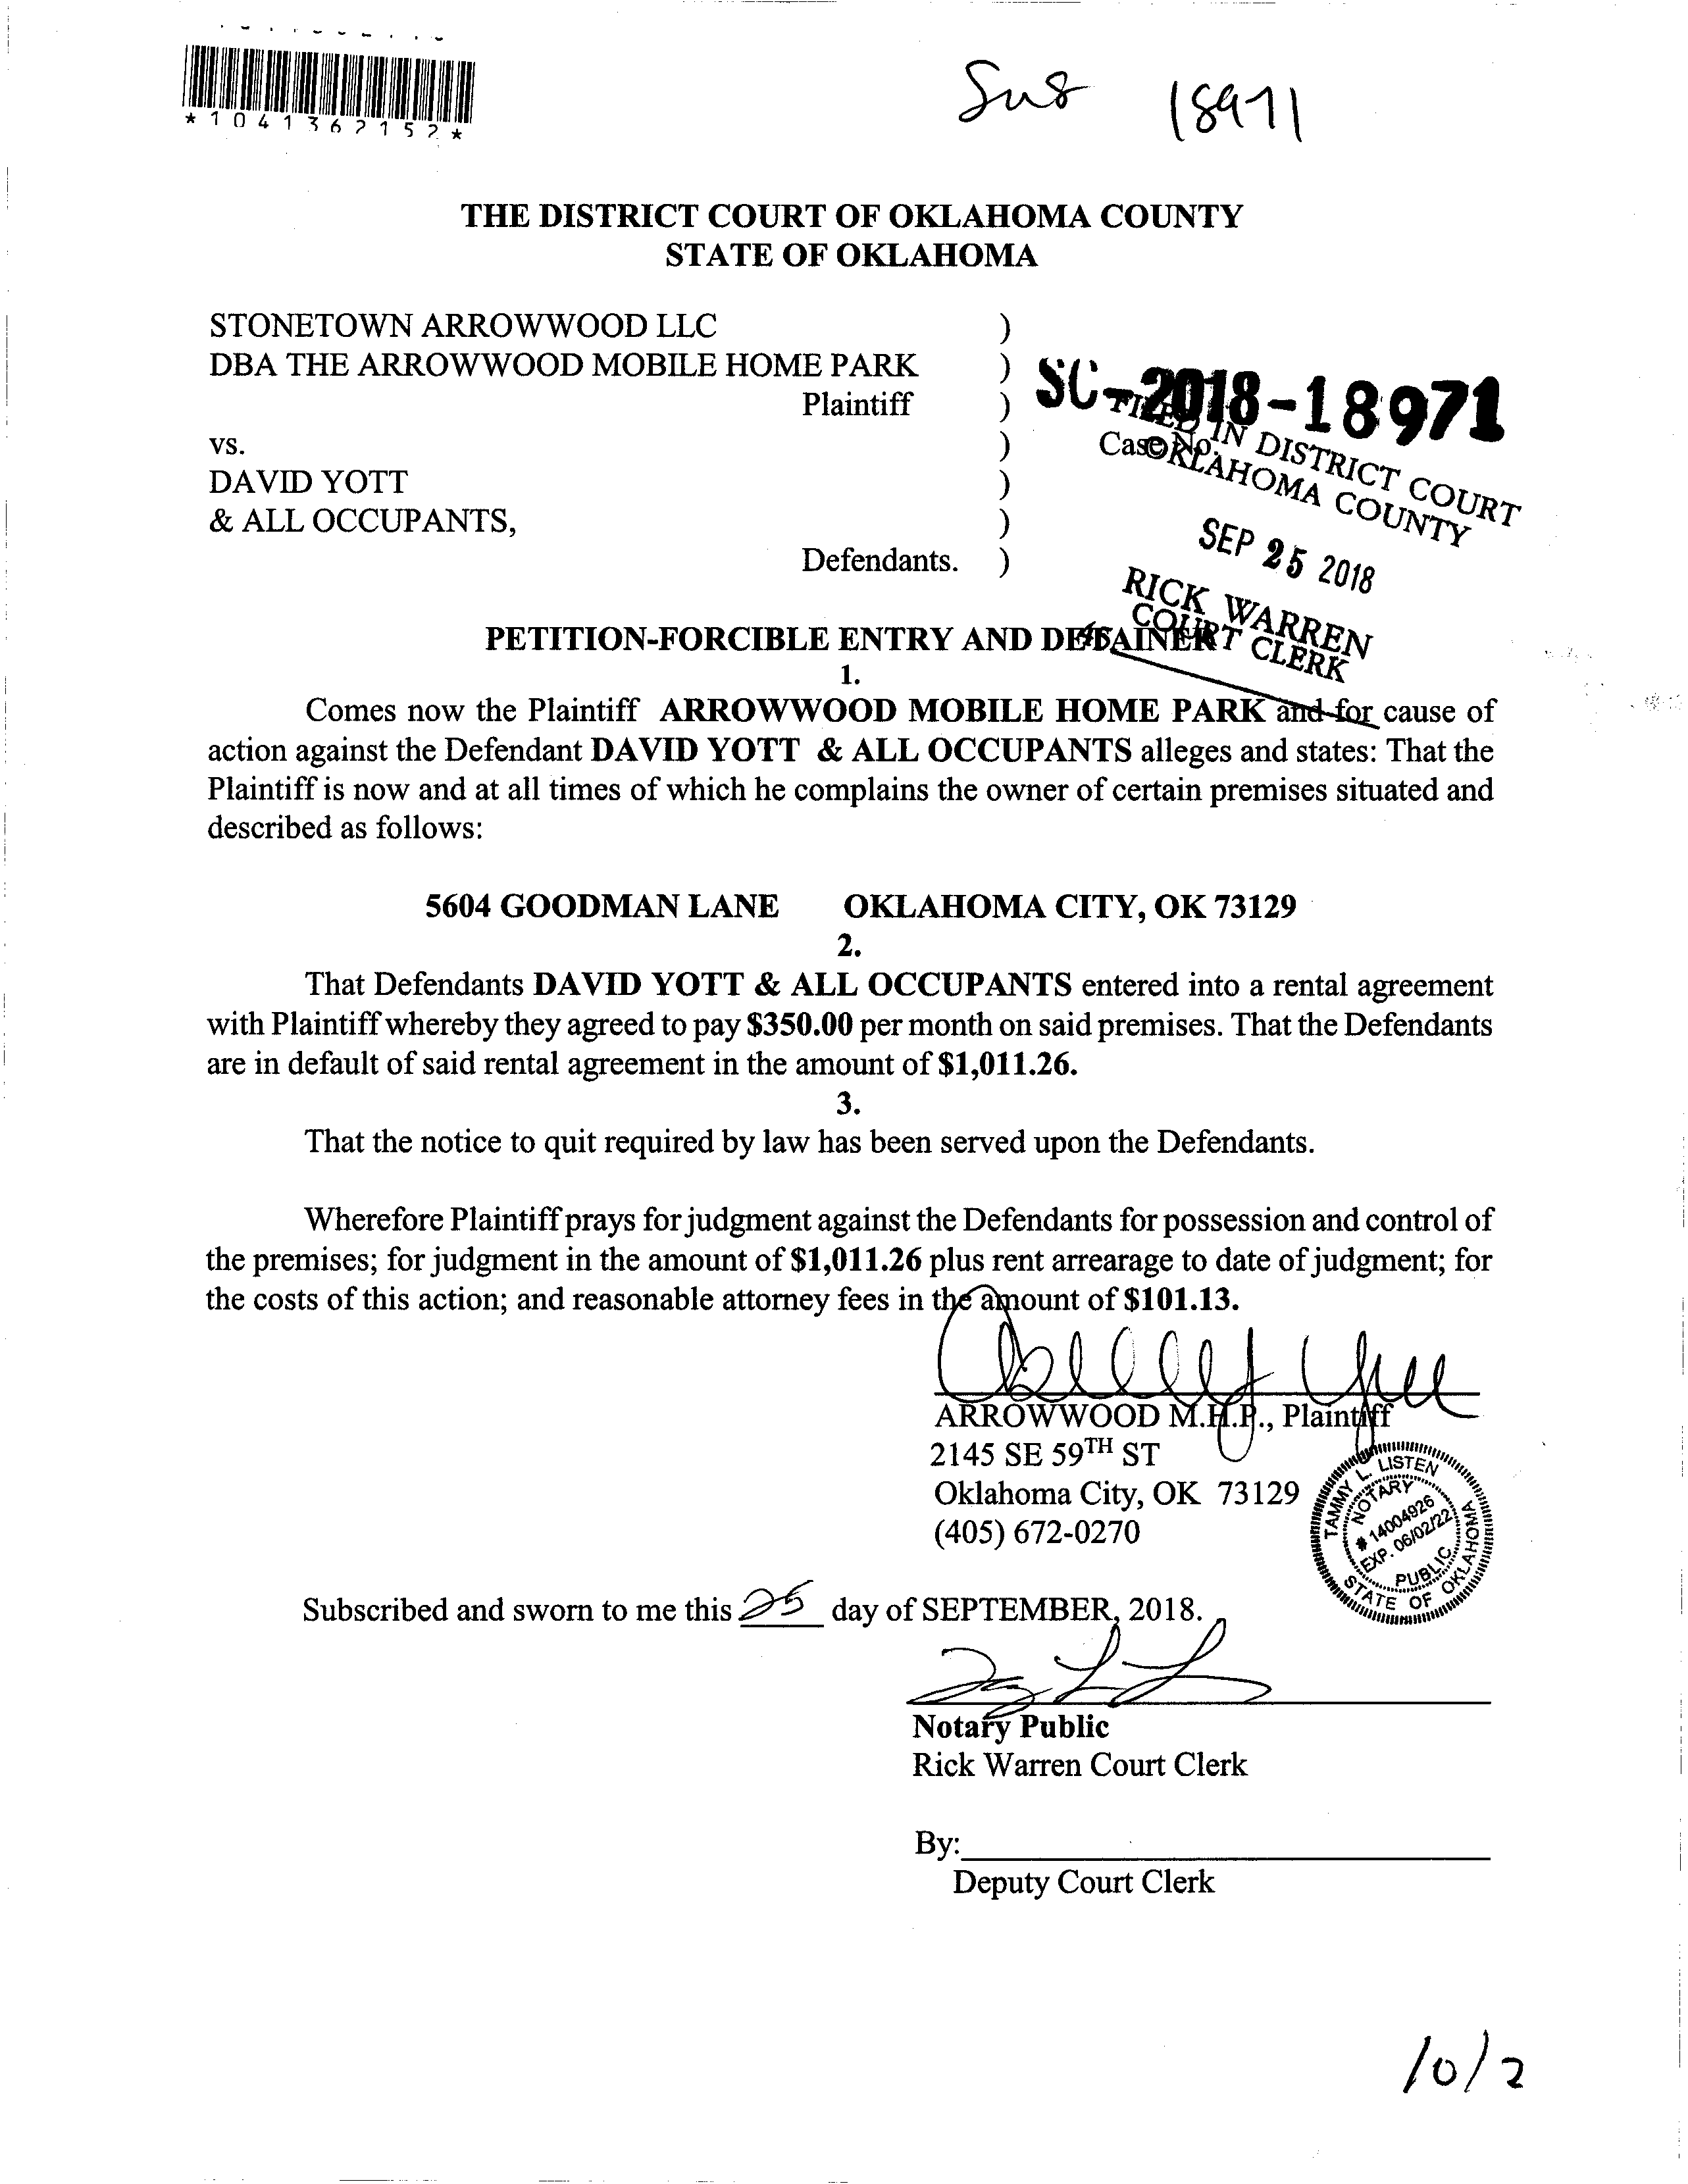 *1041362152*
18971
THE DISTRICT COURT OF OKLAHOMA COUNTY
STATE OF OKLAHOMA
STONETOWN ARROWWOOD LLC )
DBA THE ARROWWOOD MOBILE HOME PARK )
Plaintiff )
SC-2018-18971
vs. )
Case No.
DAVID YOTT )
& ALL OCCUPANTS, )
Defendants. )
FILED IN DISTRICT COURT
OKLAHOMA COUNTY
SEP 25 2018
RICK WARREN
COURT CLERK
PETITION-FORCIBLE ENTRY AND DETAINER
1.
Comes now the Plaintiff ARROWWOOD MOBILE HOME PARK and for cause of
action against the Defendant DAVID YOTT & ALL OCCUPANTS alleges and states: That the
Plaintiff is now and at all times of which he complains the owner of certain premises situated and
described as follows:
5604 GOODMAN LANE OKLAHOMA CITY, OK 73129
2.
That Defendants DAVID YOTT & ALL OCCUPANTS entered into a rental agreement
with Plaintiff whereby they agreed to pay $350.00 per month on said premises. That the Defendants
are in default of said rental agreement in the amount of $1,011.26.
3.
That the notice to quit required by law has been served upon the Defendants.
Wherefore Plaintiff prays for judgment against the Defendants for possession and control of
the premises; for judgment in the amount of $1,011.26 plus rent arrearage to date of judgment; for
the costs of this action; and reasonable attorney fees in the amount of $101.13.
ARROWWOOD M.H.P., Plaintiff
2145 SE 59TH ST
Oklahoma City, OK 73129
(405) 672-0270
TAMMY L. LISTEN
NOTARY
# 14004926
EXP. 06/02/22
PUBLIC
STATE OF OKLAHOMA
Subscribed and sworn to me this 25 day of SEPTEMBER, 2018.
Notary Public
Rick Warren Court Clerk
By:
Deputy Court Clerk
10/2